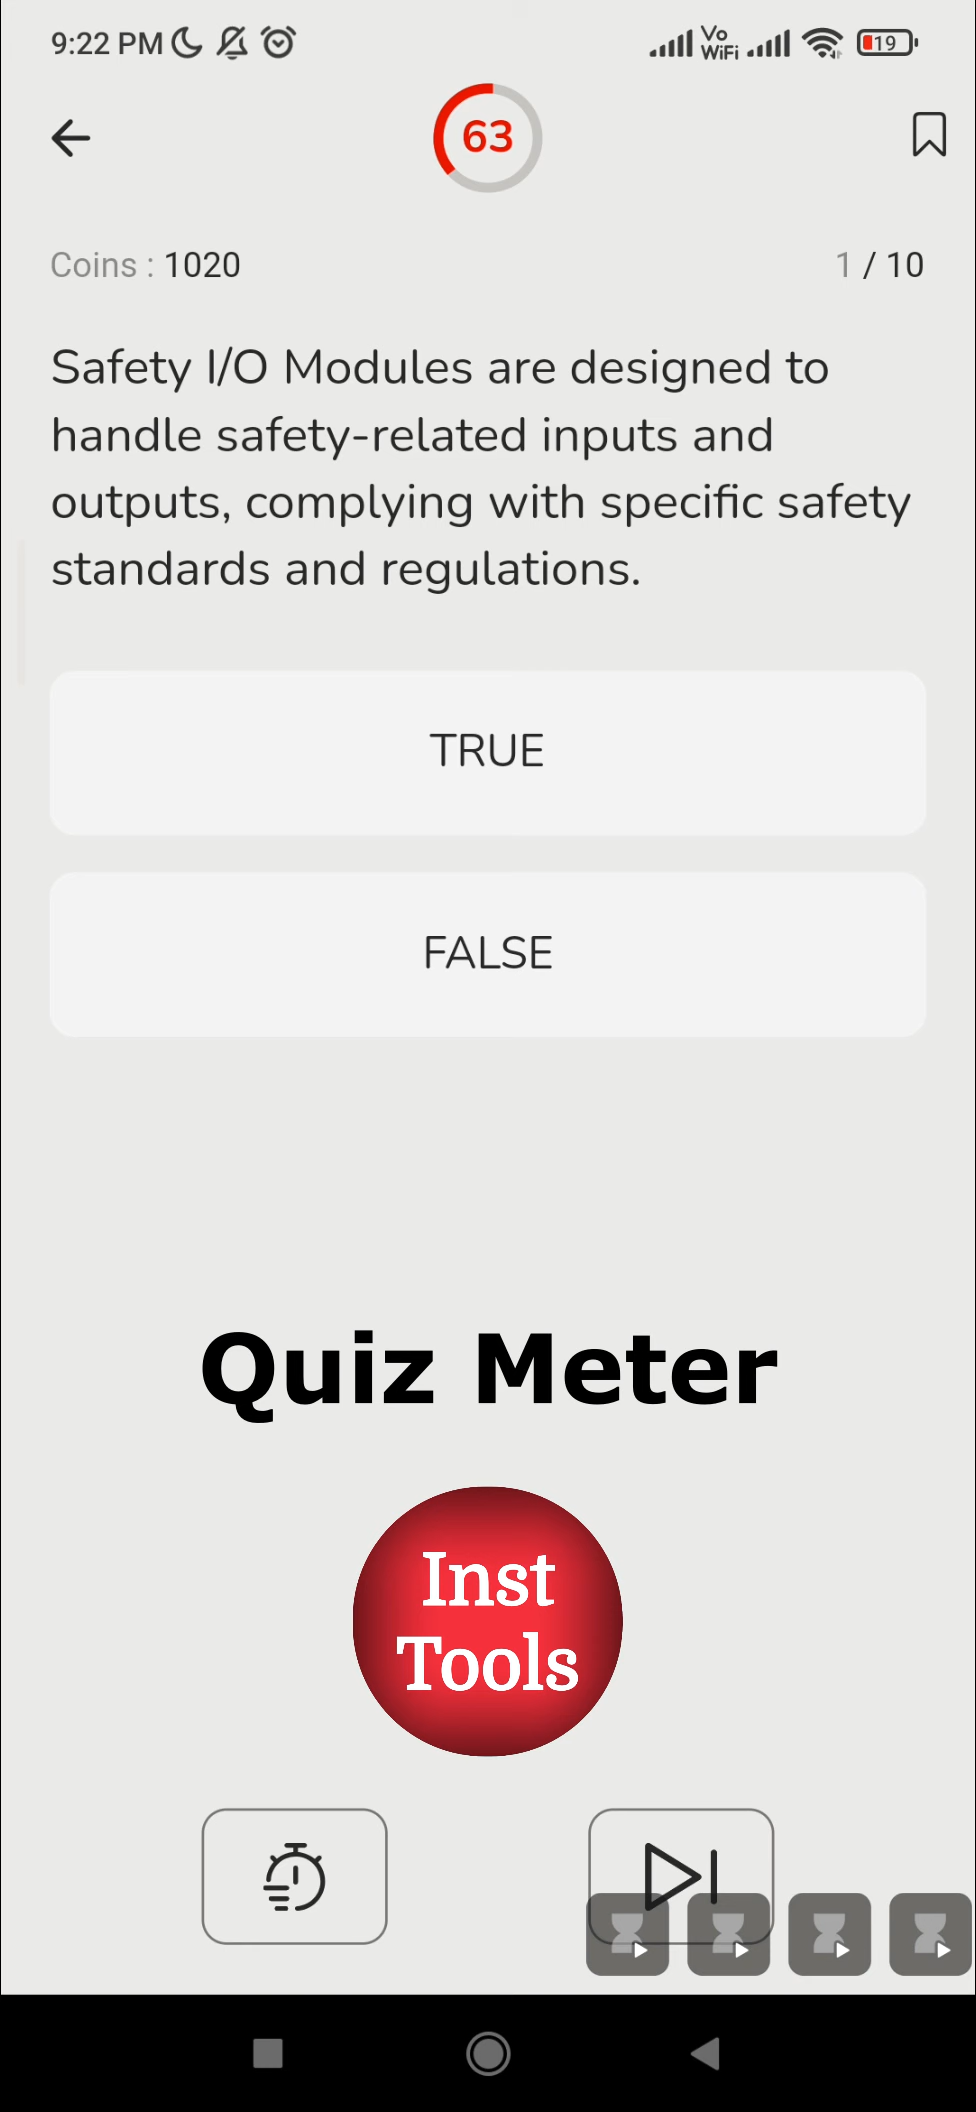 9:22 PM Vo WiFi 19
63
Coins : 1020 1 / 10
Safety I/O Modules are designed to
handle safety-related inputs and
outputs, complying with specific safety
standards and regulations.
TRUE
FALSE
Quiz Meter
Inst
Tools